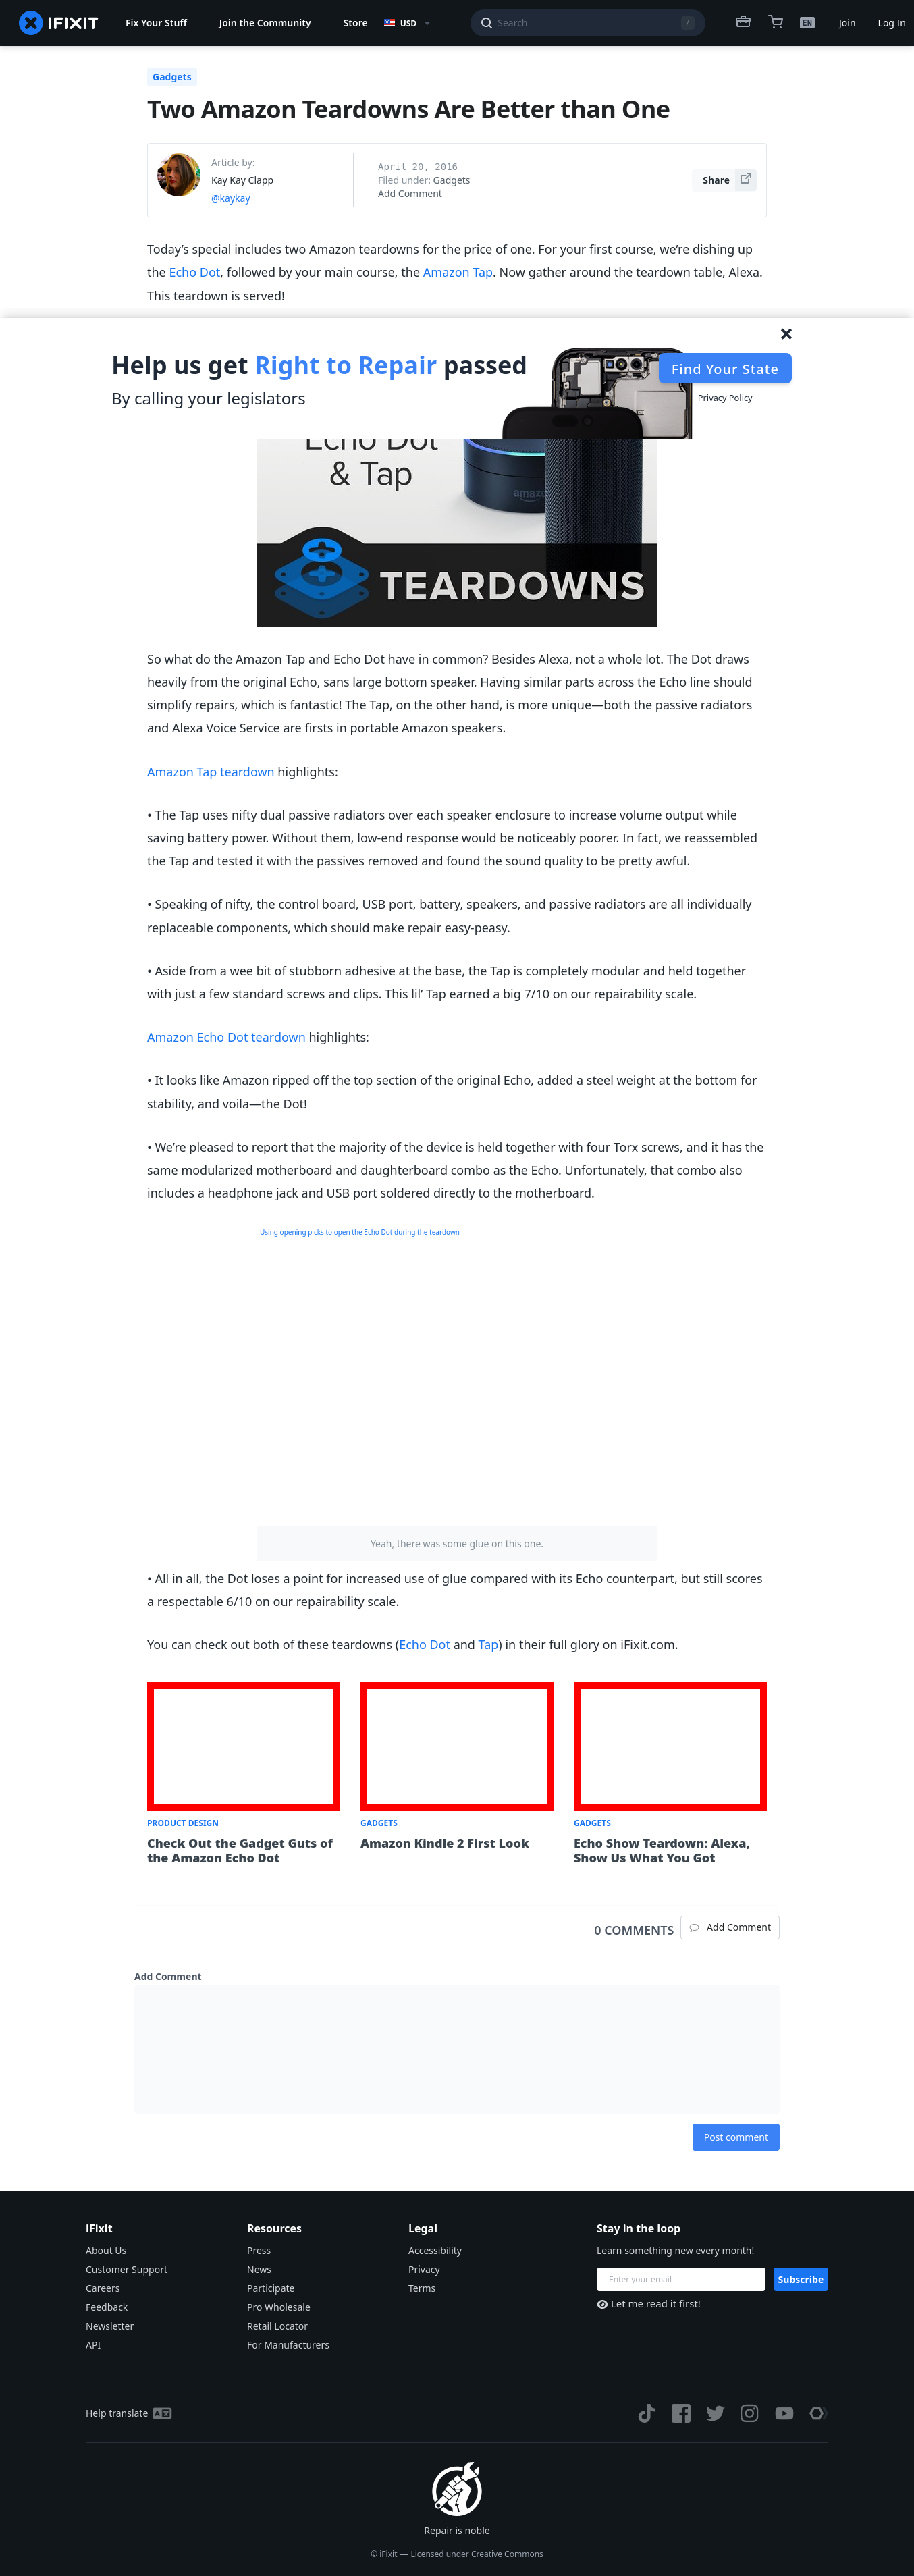 IFIXIT
Fix Your Stuff
Join the Community
Store
USD
Search
/
EN
Join
Log In
Gadgets
Two Amazon Teardowns Are Better than One
Article by:
Kay Kay Clapp
@kaykay
April 20, 2016
Filed under: Gadgets
Add Comment
Share
Today’s special includes two Amazon teardowns for the price of one. For your first course, we’re dishing up
the Echo Dot, followed by your main course, the Amazon Tap. Now gather around the teardown table, Alexa.
This teardown is served!
Help us get Right to Repair passed
By calling your legislators
Find Your State
Privacy Policy
Echo Dot
& Tap
amazon
TEARDOWNS
So what do the Amazon Tap and Echo Dot have in common? Besides Alexa, not a whole lot. The Dot draws
heavily from the original Echo, sans large bottom speaker. Having similar parts across the Echo line should
simplify repairs, which is fantastic! The Tap, on the other hand, is more unique—both the passive radiators
and Alexa Voice Service are firsts in portable Amazon speakers.
Amazon Tap teardown highlights:
• The Tap uses nifty dual passive radiators over each speaker enclosure to increase volume output while
saving battery power. Without them, low-end response would be noticeably poorer. In fact, we reassembled
the Tap and tested it with the passives removed and found the sound quality to be pretty awful.
• Speaking of nifty, the control board, USB port, battery, speakers, and passive radiators are all individually
replaceable components, which should make repair easy-peasy.
• Aside from a wee bit of stubborn adhesive at the base, the Tap is completely modular and held together
with just a few standard screws and clips. This lil’ Tap earned a big 7/10 on our repairability scale.
Amazon Echo Dot teardown highlights:
• It looks like Amazon ripped off the top section of the original Echo, added a steel weight at the bottom for
stability, and voila—the Dot!
• We’re pleased to report that the majority of the device is held together with four Torx screws, and it has the
same modularized motherboard and daughterboard combo as the Echo. Unfortunately, that combo also
includes a headphone jack and USB port soldered directly to the motherboard.
Using opening picks to open the Echo Dot during the teardown
Yeah, there was some glue on this one.
• All in all, the Dot loses a point for increased use of glue compared with its Echo counterpart, but still scores
a respectable 6/10 on our repairability scale.
You can check out both of these teardowns (Echo Dot and Tap) in their full glory on iFixit.com.
PRODUCT DESIGN
Check Out the Gadget Guts of
the Amazon Echo Dot
GADGETS
Amazon Kindle 2 First Look
GADGETS
Echo Show Teardown: Alexa,
Show Us What You Got
0 COMMENTS
Add Comment
Add Comment
Post comment
iFixit
About Us
Customer Support
Careers
Feedback
Newsletter
API
Resources
Press
News
Participate
Pro Wholesale
Retail Locator
For Manufacturers
Legal
Accessibility
Privacy
Terms
Stay in the loop
Learn something new every month!
Enter your email
Subscribe
Let me read it first!
Help translate
Repair is noble
© iFixit — Licensed under Creative Commons